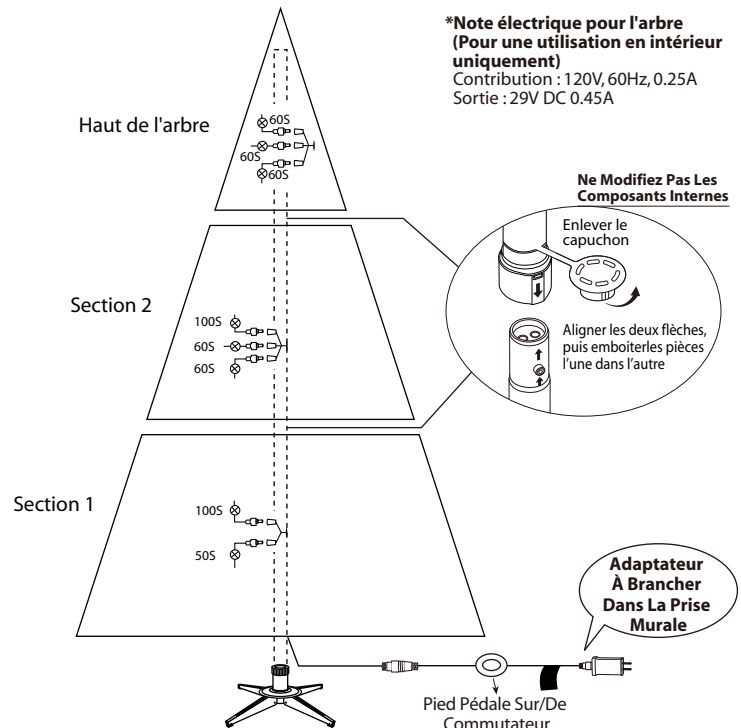 *Note électrique pour l'arbre
(Pour une utilisation en intérieur
uniquement)
Contribution : 120V, 60Hz, 0.25A
Sortie : 29V DC 0.45A
Haut de l'arbre
60S
60S
60S
Ne Modifiez Pas Les
Composants Internes
Enlever le
capuchon
Aligner les deux flèches,
puis emboiterles pièces
l'une dans l'autre
Section 2
100S
60S
60S
Section 1
100S
50S
Adaptateur
À Brancher
Dans La Prise
Murale
Pied Pédale Sur/De
Commutateur